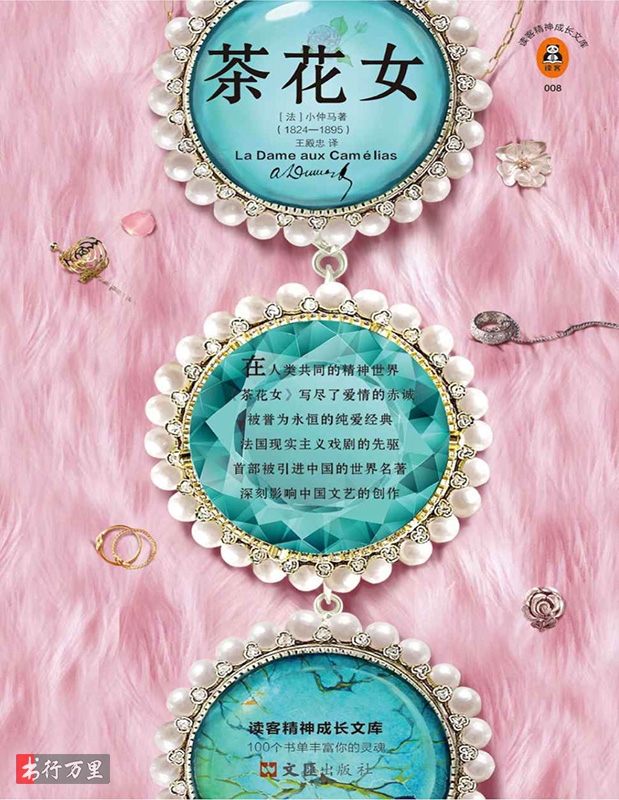 读客精神成长文库
读客
008
茶花女
[法]小仲马著
(1824—1895)
王殿忠 译
La Dame aux Camélias
在人类共同的精神世界
《茶花女》写尽了爱情的赤诚
被誉为永恒的纯爱经典
法国现实主义戏剧的先驱
首部被引进中国的世界名著
深刻影响中国文艺的创作
读客精神成长文库
100个书单丰富你的灵魂
文匯出版社
书行万里